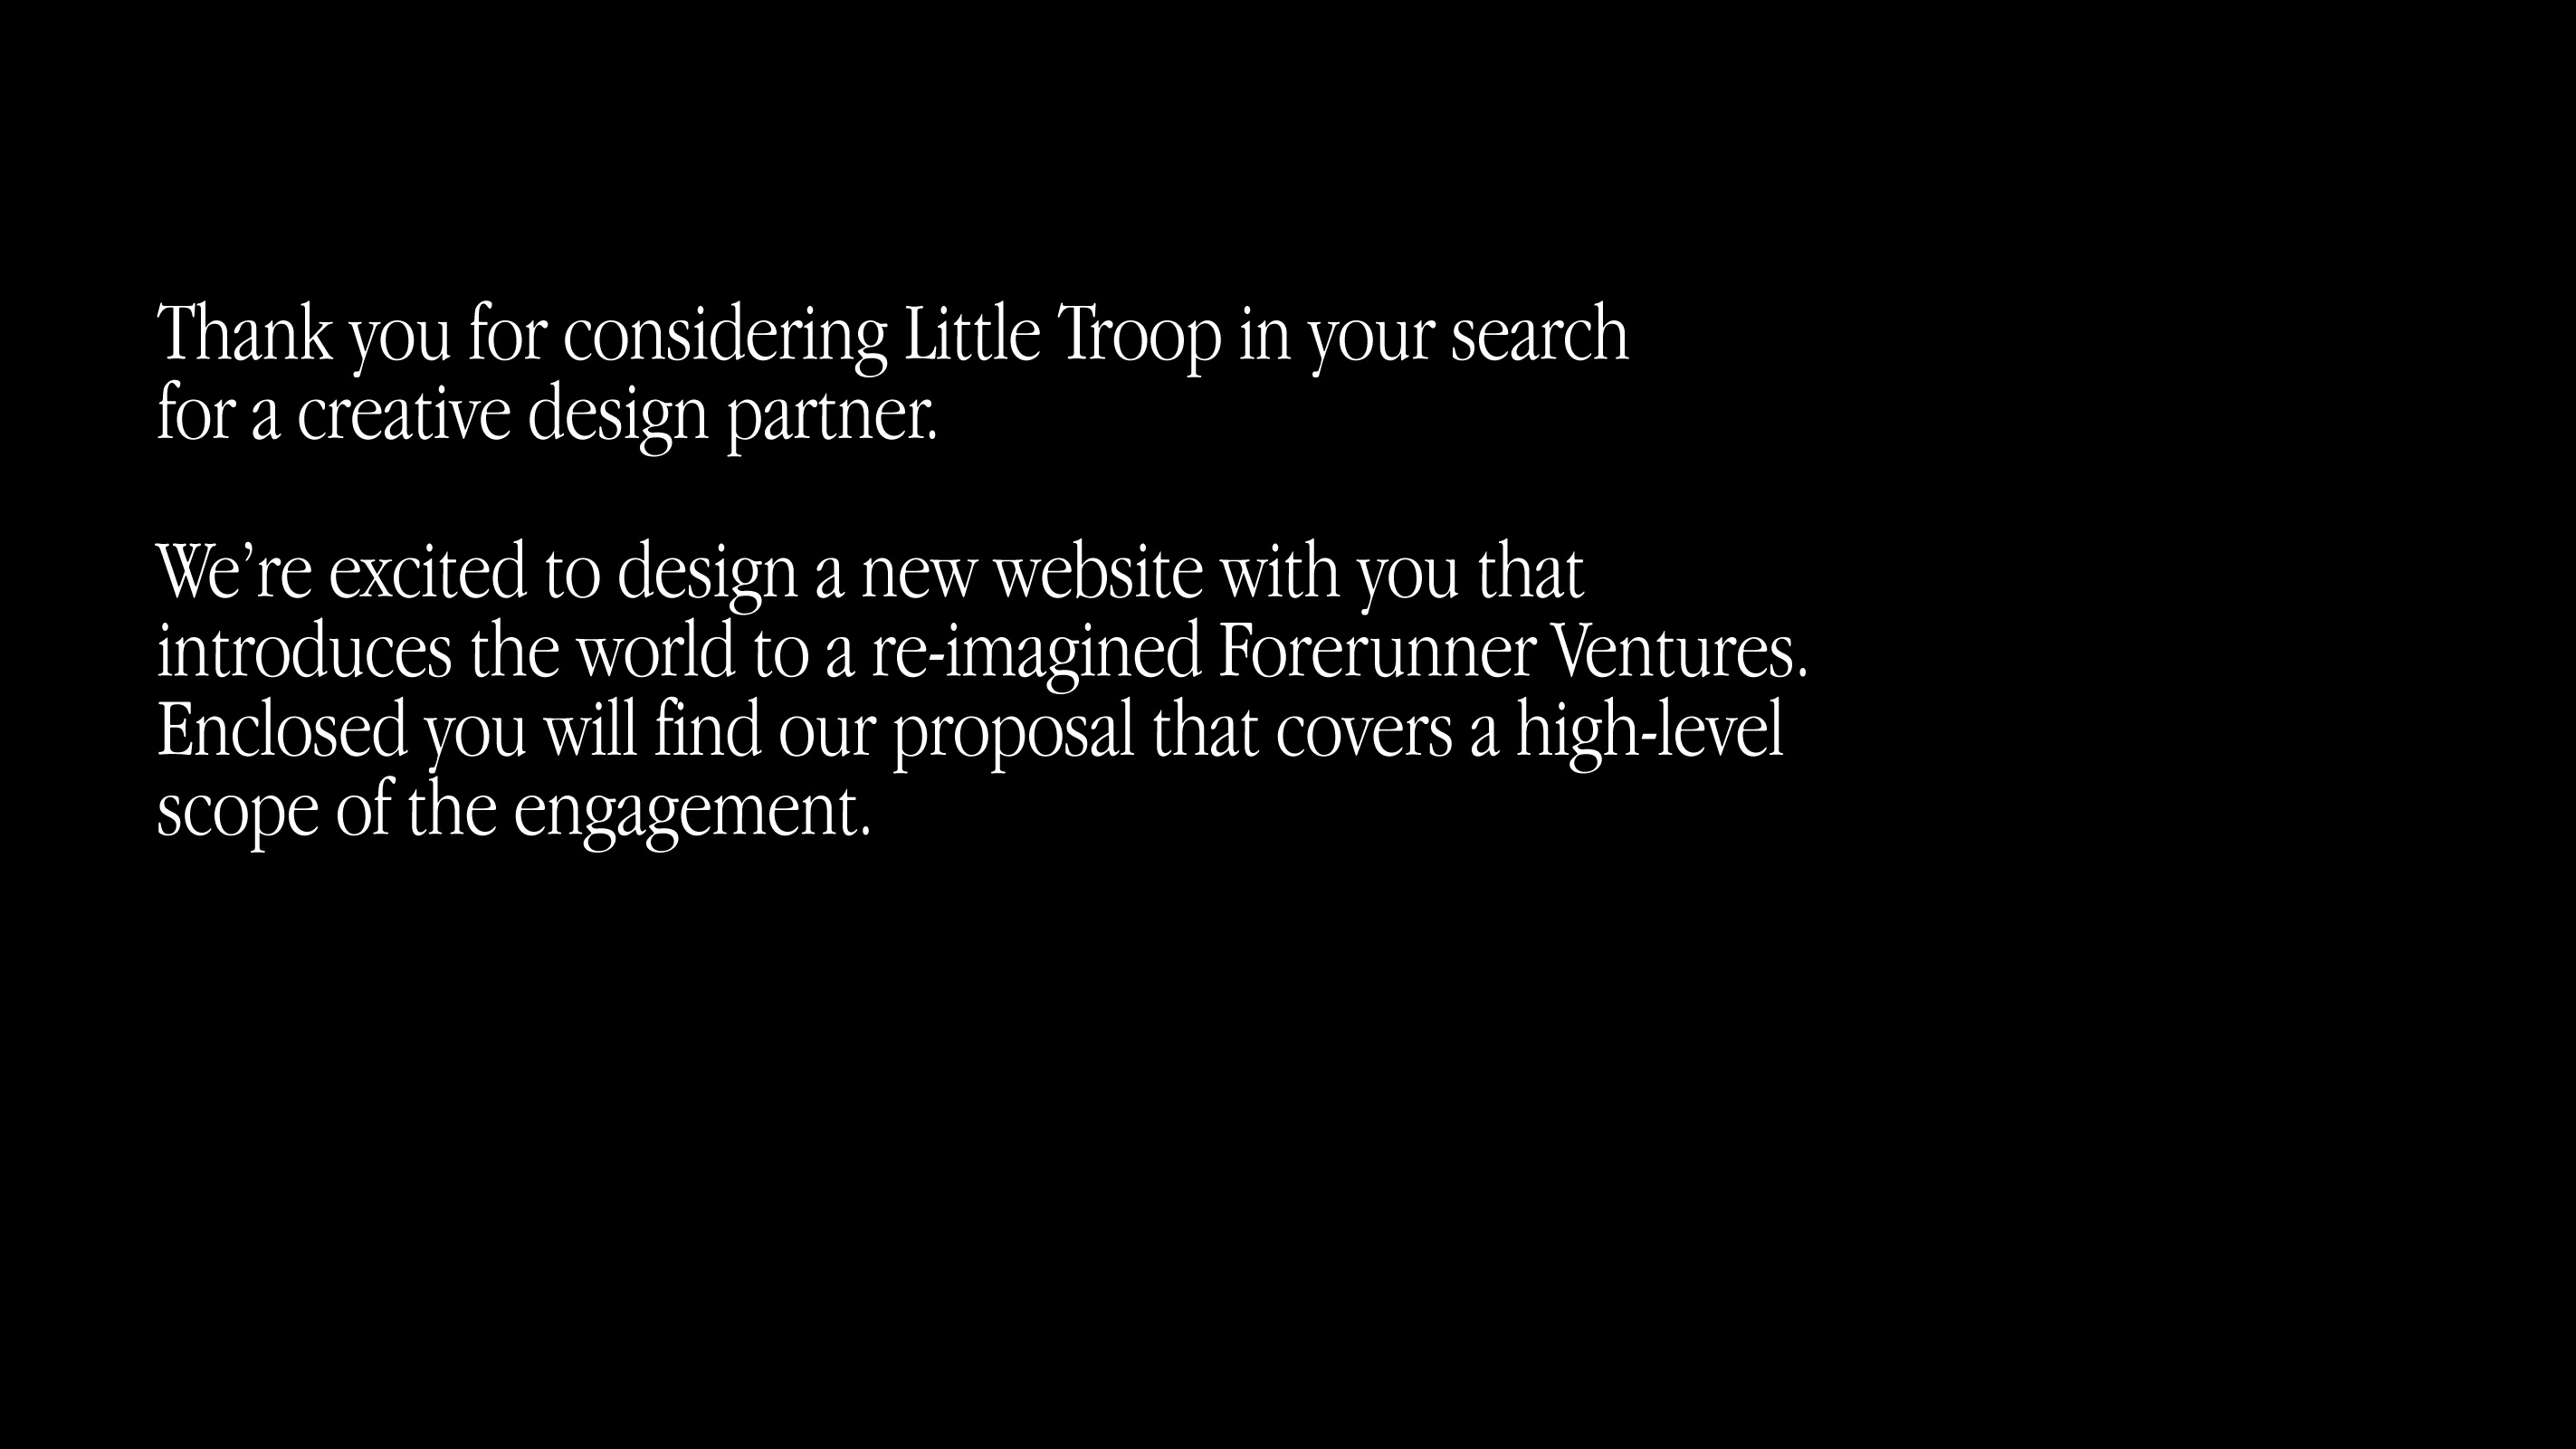 Thank you for considering Little Troop in your search
for a creative design partner.
We’re excited to design a new website with you that
introduces the world to a re-imagined Forerunner Ventures.
Enclosed you will find our proposal that covers a high-level
scope of the engagement.